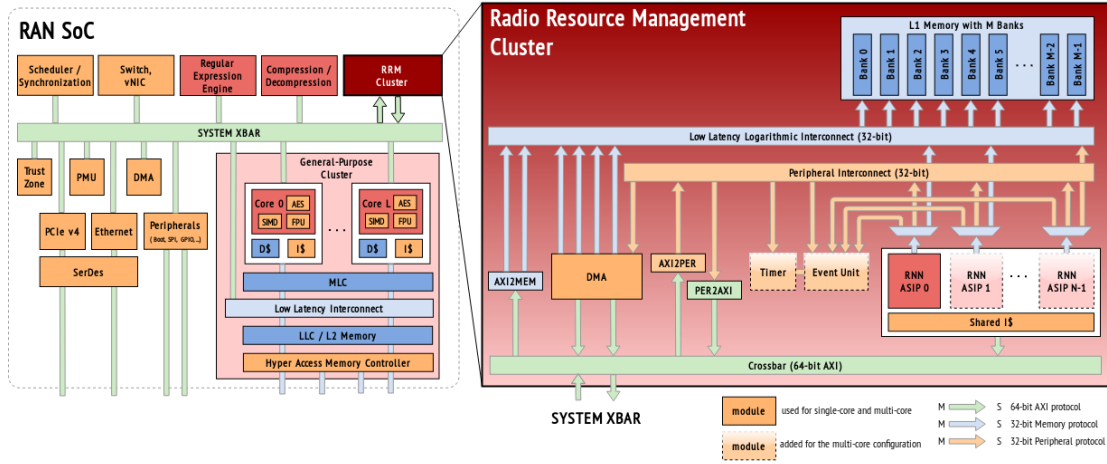 RAN SoC
Scheduler /
Synchronization
Switch,
vNIC
Regular
Expression
Engine
Compression /
Decompression
RRM
Cluster
SYSTEM XBAR
Trust
Zone
PMU
DMA
PCIe v4
Ethernet
Peripherals
( Boot, SPI, GPIO, ...)
SerDes
General-Purpose
Cluster
Core 0
AES
SIMD
FPU
D$
I$
...
Core L
AES
SIMD
FPU
D$
I$
MLC
Low Latency Interconnect
LLC / L2 Memory
Hyper Access Memory Controller
Radio Resource Management
Cluster
L1 Memory with M Banks
Bank 0
Bank 1
Bank 2
Bank 3
Bank 4
Bank 5
...
Bank M-2
Bank M-1
Low Latency Logarithmic Interconnect (32-bit)
Peripheral Interconnect (32-bit)
AXI2MEM
DMA
AXI2PER
PER2AXI
Timer
Event Unit
RNN
ASIP 0
RNN
ASIP 1
...
RNN
ASIP N-1
Shared I$
Crossbar (64-bit AXI)
SYSTEM XBAR
module
used for single-core and multi-core
module
added for the multi-core configuration
M S 64-bit AXI protocol
M S 32-bit Memory protocol
M S 32-bit Peripheral protocol